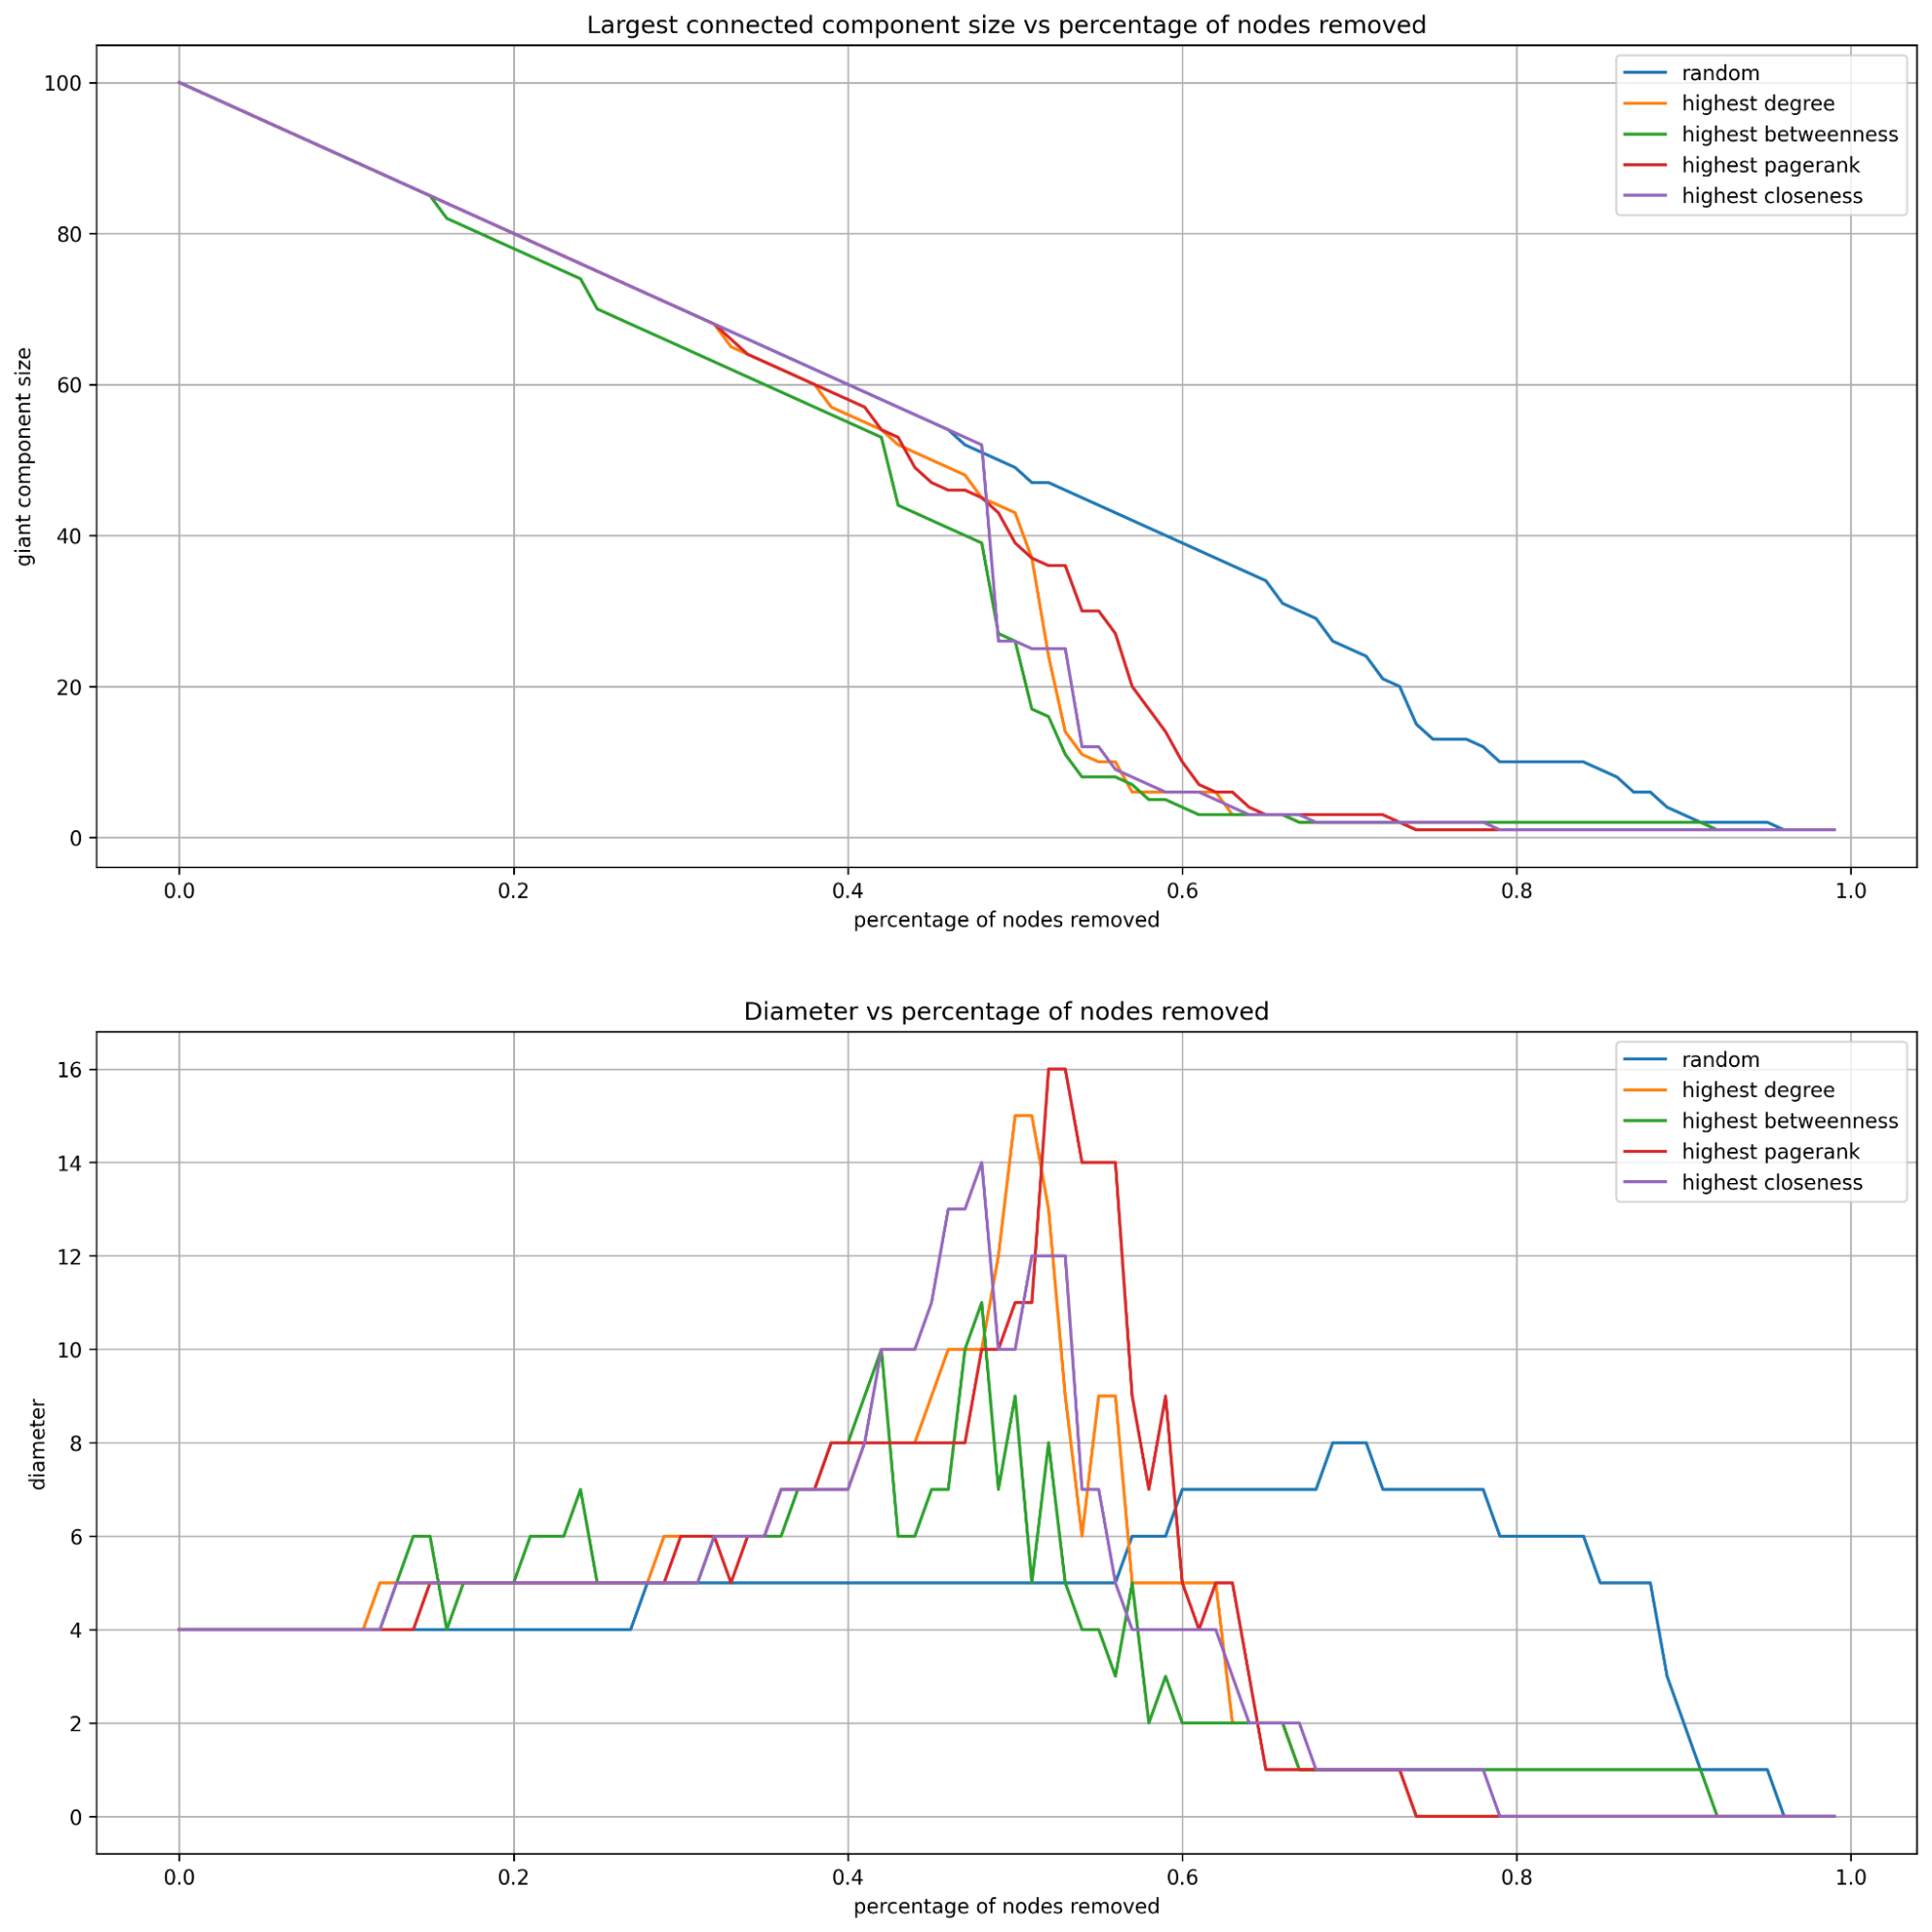 Largest connected component size vs percentage of nodes removed
random
highest degree
highest betweenness
highest pagerank
highest closeness
100
80
60
40
20
0
giant component size
0.0 0.2 0.4 0.6 0.8 1.0
percentage of nodes removed
Diameter vs percentage of nodes removed
random
highest degree
highest betweenness
highest pagerank
highest closeness
16
14
12
10
8
6
4
2
0
diameter
0.0 0.2 0.4 0.6 0.8 1.0
percentage of nodes removed